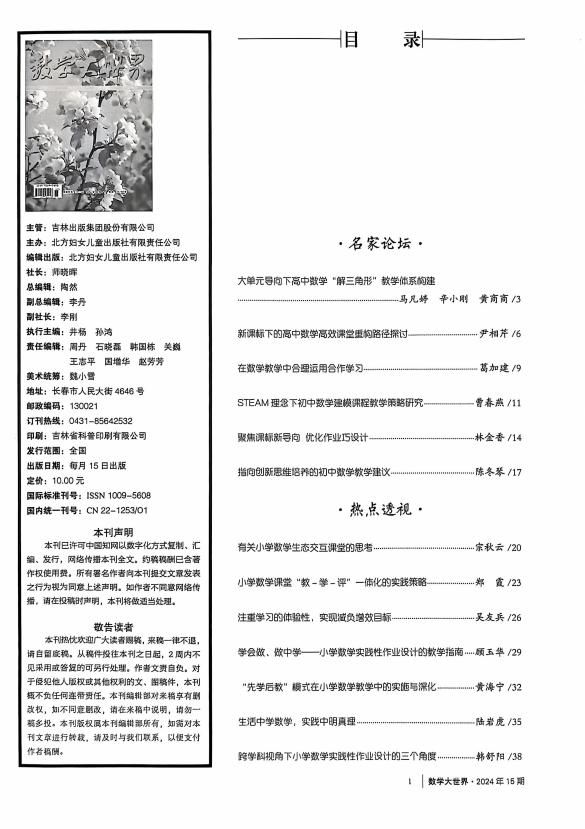 数学大世界
主管：吉林出版集团股份有限公司
主办：北方妇女儿童出版社有限责任公司
编辑出版：北方妇女儿童出版社有限责任公司
社长：师晓晖
总编辑：陶然
副总编辑：李丹
副社长：李刚
执行主编：井杨　孙鸿
责任编辑：周丹　石晓磊　韩国栋　关巍
王志平　国增华　赵芳芳
美术统筹：魏小雪
地址：长春市人民大街 4646 号
邮政编码：130021
订刊热线：0431-85642532
印刷：吉林省科普印刷有限公司
发行范围：全国
出版日期：每月 15 日出版
定价：10.00 元
国际标准刊号：ISSN 1009-5608
国内统一刊号：CN 22-1253/O1
本刊声明
本刊已许可中国知网以数字化方式复制、汇
编、发行，网络传播本刊全文。约稿稿酬已含著
作权使用费。所有署名作者向本刊提交文章发表
之行为视为同意上述声明。如作者不同意网络传
播，请在投稿时声明，本刊将做适当处理。
敬告读者
本刊热忱欢迎广大读者赐稿，来稿一律不退，
请自留底稿。从稿件投往本刊之日起，2 周内不
见采用或答复的可另行处理。作者文责自负。对
于侵犯他人版权或其他权利的文、图稿件，本刊
概不负任何连带责任。本刊编辑部对来稿享有删
改权，如不同意删改，请在来稿中说明，请勿一
稿多投。本刊版权属本刊编辑部所有，如需对本
刊文章进行转载，请及时与我们联系，以便支付
作者稿酬。
目　录
·名家论坛·
大单元导向下高中数学“解三角形”教学体系构建
马凡婷　辛小刚　黄商商 /3
新课标下的高中数学高效课堂重构路径探讨 尹相芹 /6
在数学教学中合理运用合作学习 葛加建 /9
STEAM 理念下初中数学建模课程教学策略研究 曹春燕 /11
聚焦课标新导向　优化作业巧设计 林金香 /14
指向创新思维培养的初中数学教学建议 陈冬琴 /17
·热点透视·
有关小学数学生态交互课堂的思考 宗秋云 /20
小学数学课堂“教－学－评”一体化的实践策略 郑　霞 /23
注重学习的体验性，实现减负增效目标 吴友兵 /26
学会做、做中学——小学数学实践性作业设计的教学指南 顾玉华 /29
“先学后教”模式在小学数学教学中的实施与深化 黄海宁 /32
生活中学数学，实践中明真理 陆岩虎 /35
跨学科视角下小学数学实践性作业设计的三个角度 韩舒阳 /38
1 | 数学大世界·2024 年 15 期